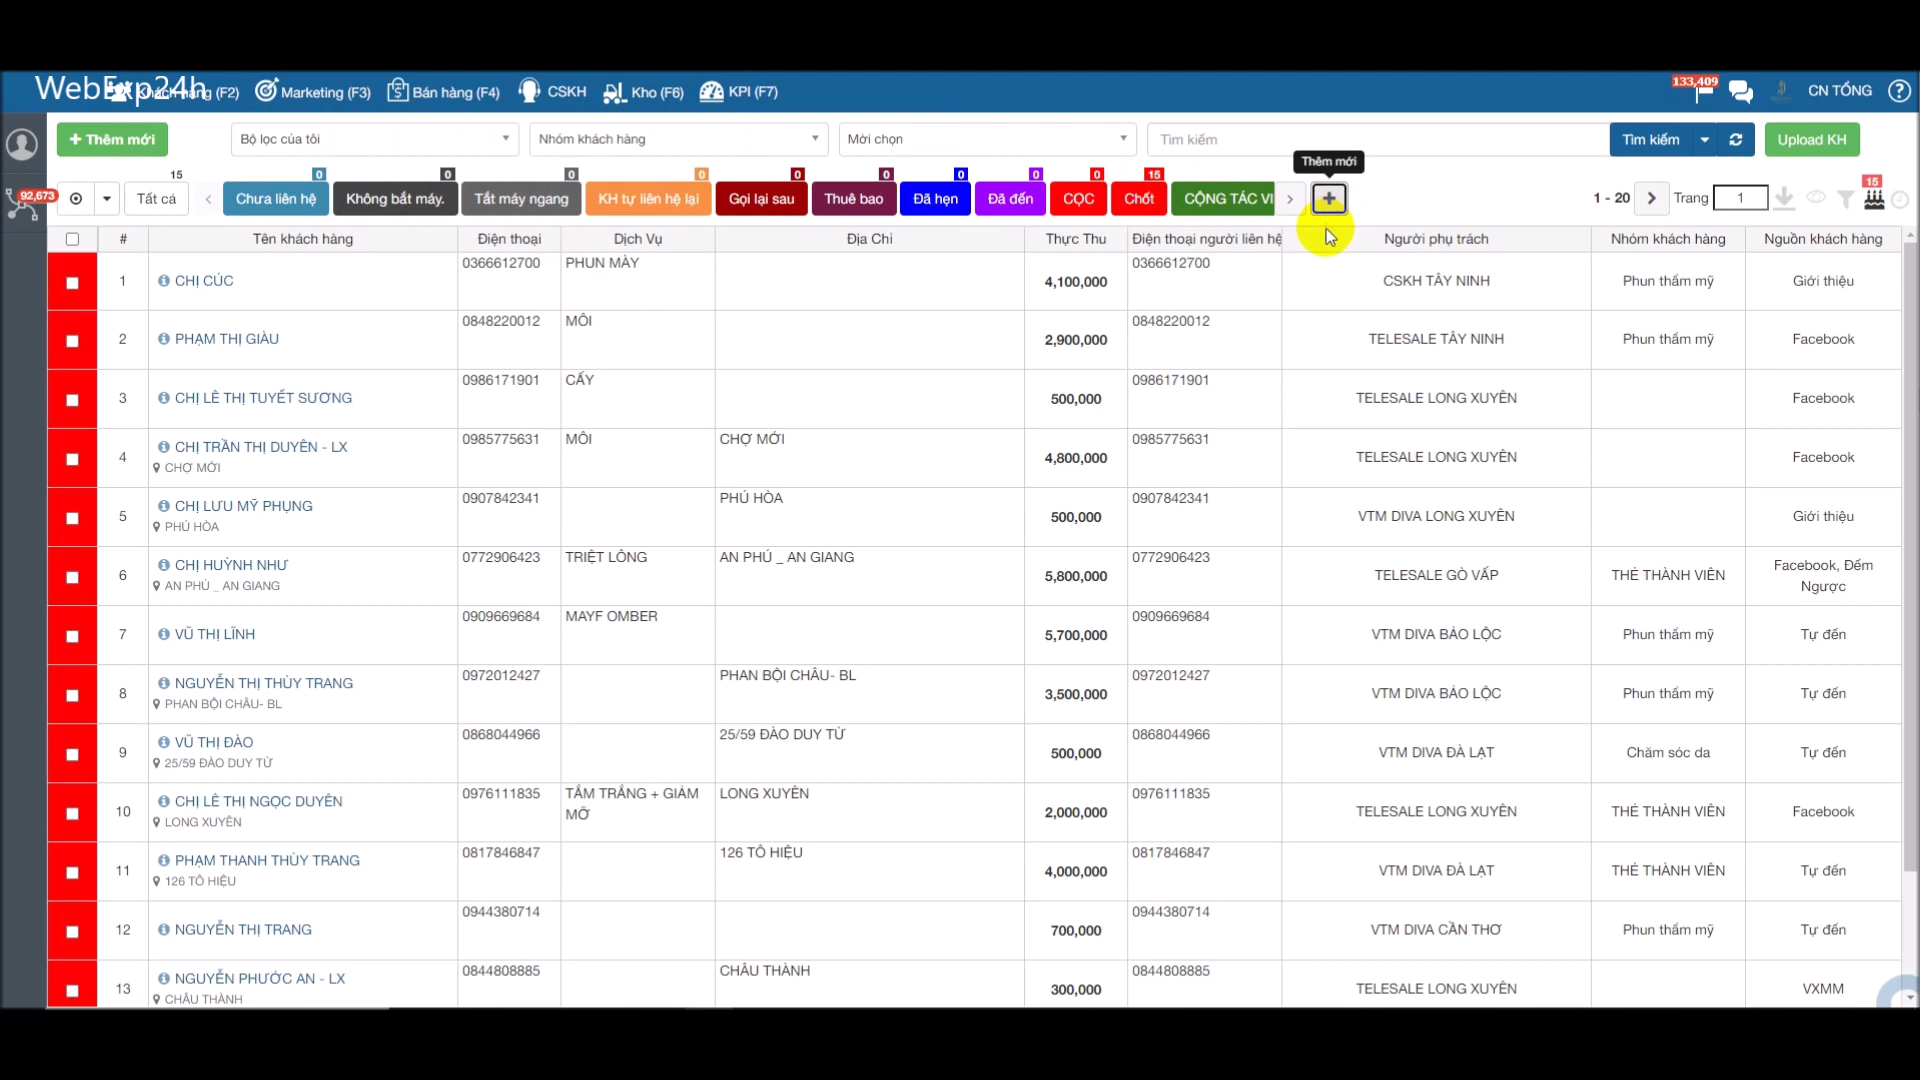 WebExp24h
Khách hàng (F2) Marketing (F3) Bán hàng (F4) CSKH Kho (F6) KPI (F7) 133,409 CN TỔNG
+ Thêm mới Bộ lọc của tôi Nhóm khách hàng Mời chọn Tìm kiếm Tìm kiếm Upload KH
Thêm mới
15 0 0 0 0 0 0 0 0 0 15 15
92,673 Tất cả Chưa liên hệ Không bắt máy. Tắt máy ngang KH tự liên hệ lại Gọi lại sau Thuê bao Đã hẹn Đã đến CỌC Chốt CỘNG TÁC VI 1 - 20 Trang 1
# Tên khách hàng Điện thoại Dịch Vụ Địa Chỉ Thực Thu Điện thoại người liên hệ Người phụ trách Nhóm khách hàng Nguồn khách hàng
1 CHỊ CÚC 0366612700 PHUN MÀY 4,100,000 0366612700 CSKH TÂY NINH Phun thẩm mỹ Giới thiệu
2 PHẠM THỊ GIÀU 0848220012 MÔI 2,900,000 0848220012 TELESALE TÂY NINH Phun thẩm mỹ Facebook
3 CHỊ LÊ THỊ TUYẾT SƯƠNG 0986171901 CẤY 500,000 0986171901 TELESALE LONG XUYÊN Facebook
4 CHỊ TRẦN THỊ DUYÊN - LX 0985775631 MÔI CHỢ MỚI 4,800,000 0985775631 TELESALE LONG XUYÊN Facebook
CHỢ MỚI
5 CHỊ LƯU MỸ PHỤNG 0907842341 PHÚ HÒA 500,000 0907842341 VTM DIVA LONG XUYÊN Giới thiệu
PHÚ HÒA
6 CHỊ HUỲNH NHƯ 0772906423 TRIỆT LÔNG AN PHÚ _ AN GIANG 5,800,000 0772906423 TELESALE GÒ VẤP THẺ THÀNH VIÊN Facebook, Đếm
AN PHÚ _ AN GIANG Ngược
7 VŨ THỊ LĨNH 0909669684 MAYF OMBER 5,700,000 0909669684 VTM DIVA BẢO LỘC Phun thẩm mỹ Tự đến
8 NGUYỄN THỊ THÙY TRANG 0972012427 PHAN BỘI CHÂU- BL 3,500,000 0972012427 VTM DIVA BẢO LỘC Phun thẩm mỹ Tự đến
PHAN BỘI CHÂU- BL
9 VŨ THỊ ĐÀO 0868044966 25/59 ĐÀO DUY TỪ 500,000 0868044966 VTM DIVA ĐÀ LẠT Chăm sóc da Tự đến
25/59 ĐÀO DUY TỪ
10 CHỊ LÊ THỊ NGỌC DUYÊN 0976111835 TẮM TRẮNG + GIẢM LONG XUYÊN 2,000,000 0976111835 TELESALE LONG XUYÊN THẺ THÀNH VIÊN Facebook
LONG XUYÊN MỠ
11 PHẠM THANH THÙY TRANG 0817846847 126 TÔ HIỆU 4,000,000 0817846847 VTM DIVA ĐÀ LẠT THẺ THÀNH VIÊN Tự đến
126 TÔ HIỆU
12 NGUYỄN THỊ TRANG 0944380714 700,000 0944380714 VTM DIVA CẦN THƠ Phun thẩm mỹ Tự đến
13 NGUYỄN PHƯỚC AN - LX 0844808885 CHÂU THÀNH 300,000 0844808885 TELESALE LONG XUYÊN VXMM
CHÂU THÀNH